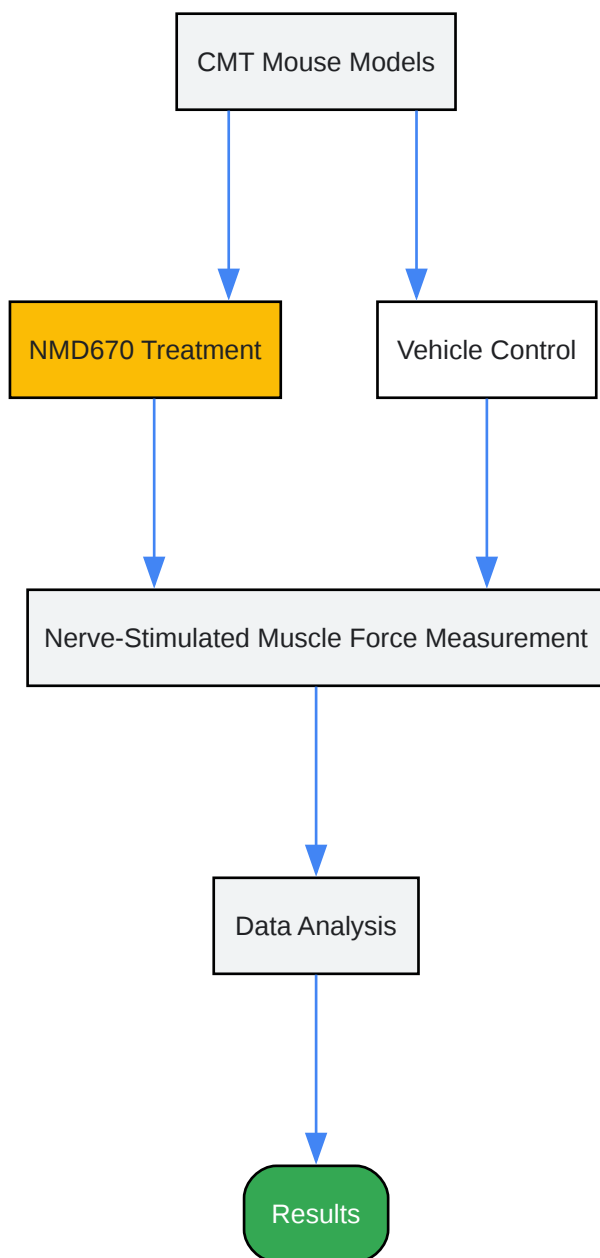 CMT Mouse Models
NMD670 Treatment
Vehicle Control
Nerve-Stimulated Muscle Force Measurement
Data Analysis
Results